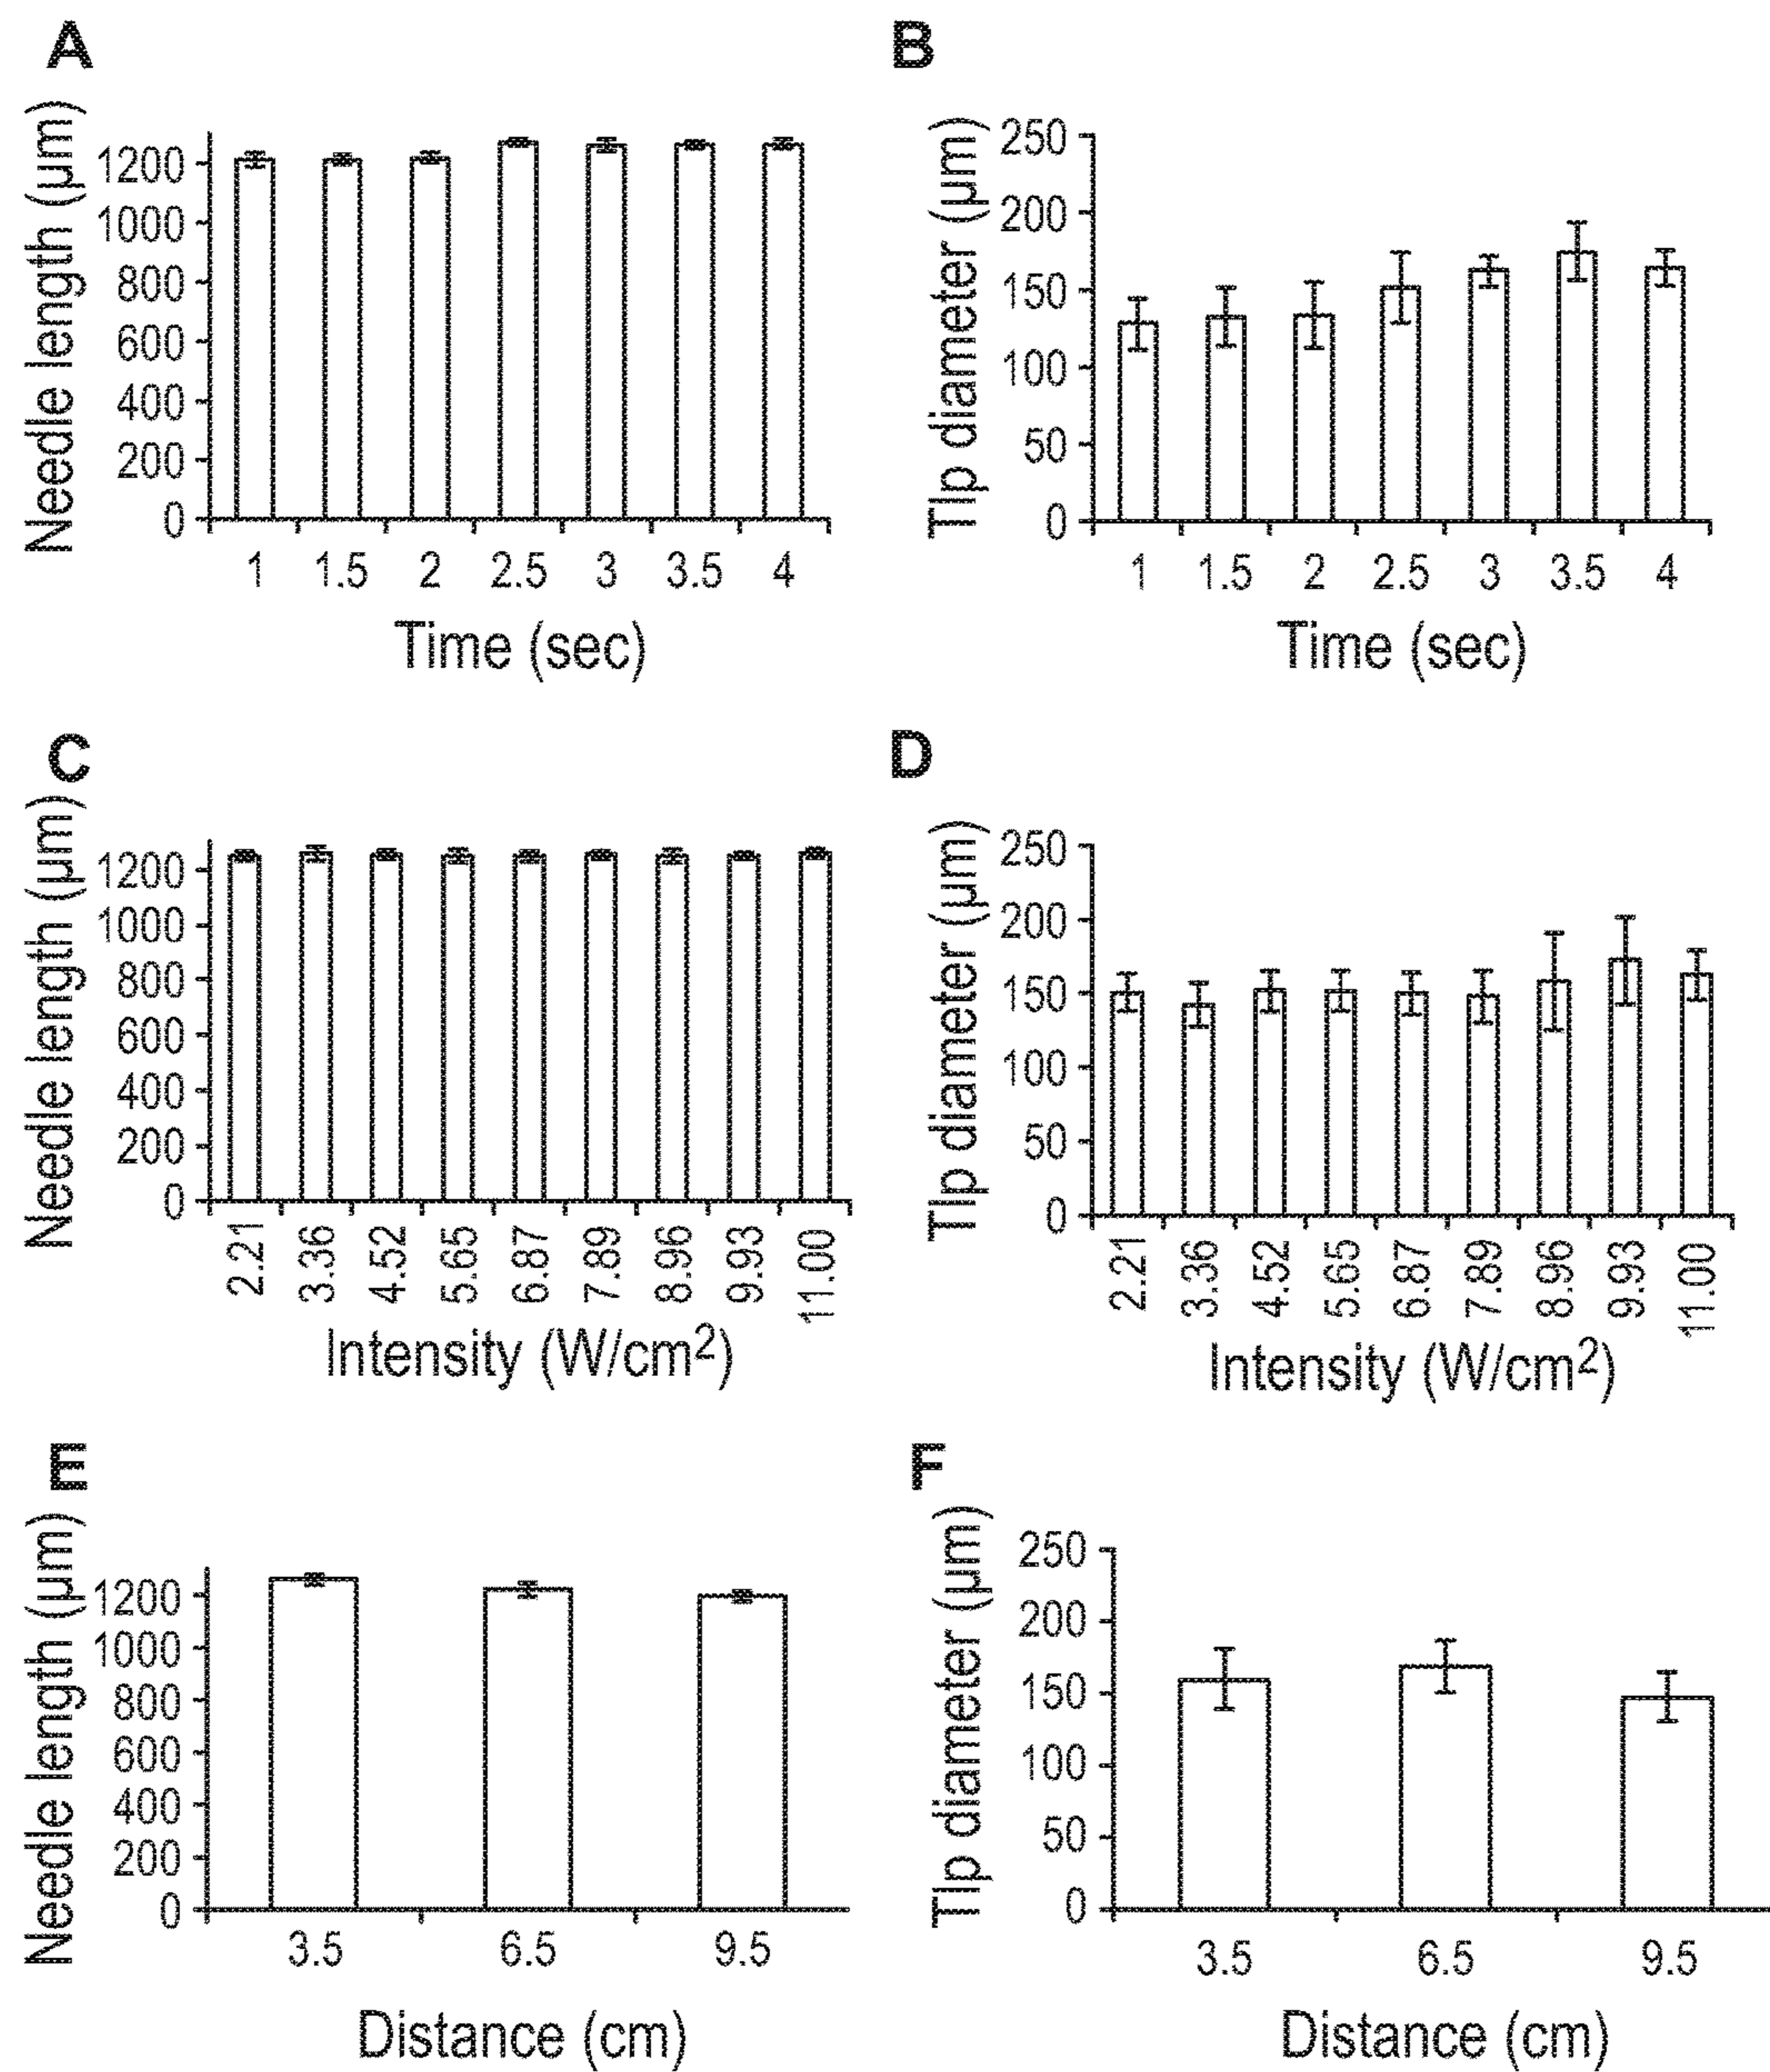 A
Needle length (µm)
1200
1000
800
600
400
200
0
1 1.5 2 2.5 3 3.5 4
Time (sec)
B
TIp diameter (µm)
250
200
150
100
50
0
1 1.5 2 2.5 3 3.5 4
Time (sec)
C
Needle length (µm)
1200
1000
800
600
400
200
0
2.21 3.36 4.52 5.65 6.87 7.89 8.96 9.93 11.00
Intensity (W/cm²)
D
TIp diameter (µm)
250
200
150
100
50
0
2.21 3.36 4.52 5.65 6.87 7.89 8.96 9.93 11.00
Intensity (W/cm²)
E
Needle length (µm)
1200
1000
800
600
400
200
0
3.5 6.5 9.5
Distance (cm)
F
TIp diameter (µm)
250
200
150
100
50
0
3.5 6.5 9.5
Distance (cm)